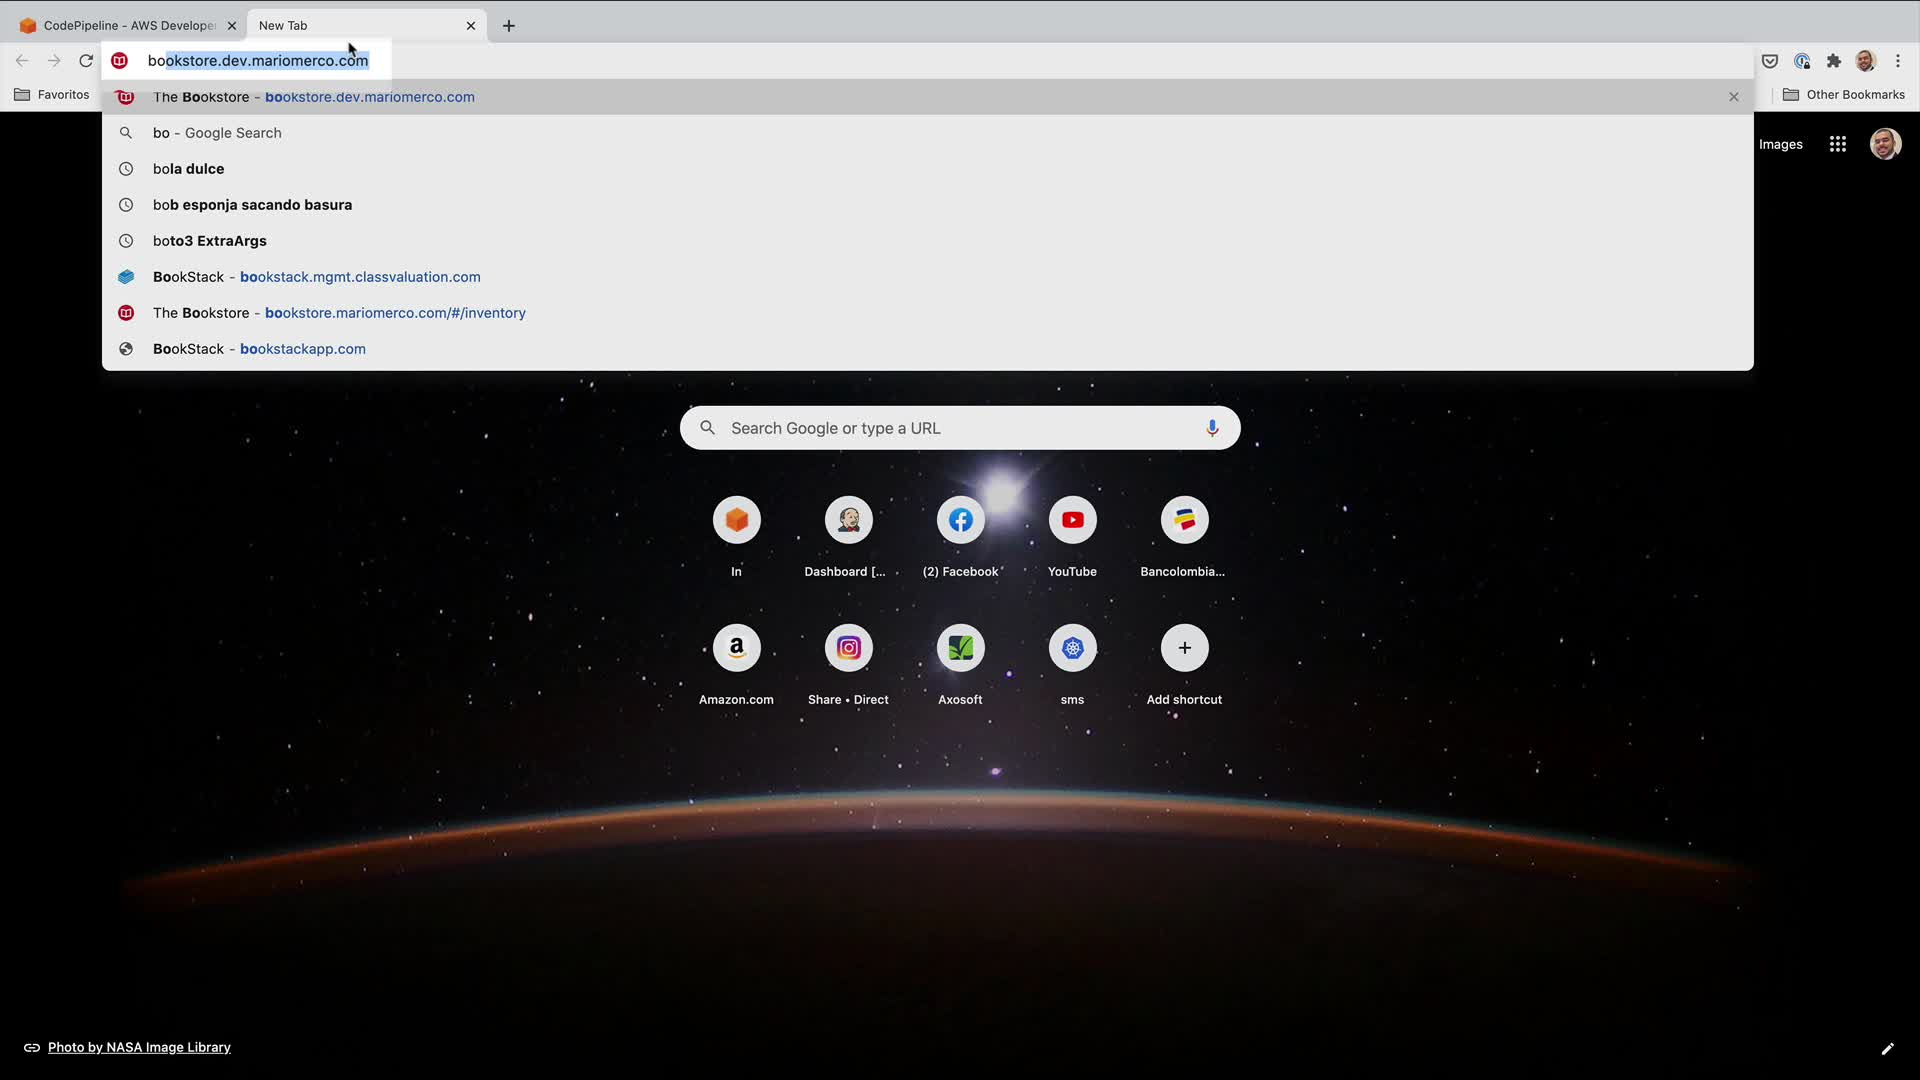 CodePipeline - AWS Develope
New Tab
bookstore.dev.mariomerco.com
Favoritos
Other Bookmarks
The Bookstore - bookstore.dev.mariomerco.com
bo - Google Search
bola dulce
bob esponja sacando basura
boto3 ExtraArgs
BookStack - bookstack.mgmt.classvaluation.com
The Bookstore - bookstore.mariomerco.com/#/inventory
BookStack - bookstackapp.com
Images
Search Google or type a URL
In
Dashboard [...
(2) Facebook
YouTube
Bancolombia...
a
Amazon.com
Share • Direct
Axosoft
sms
Add shortcut
Photo by NASA Image Library